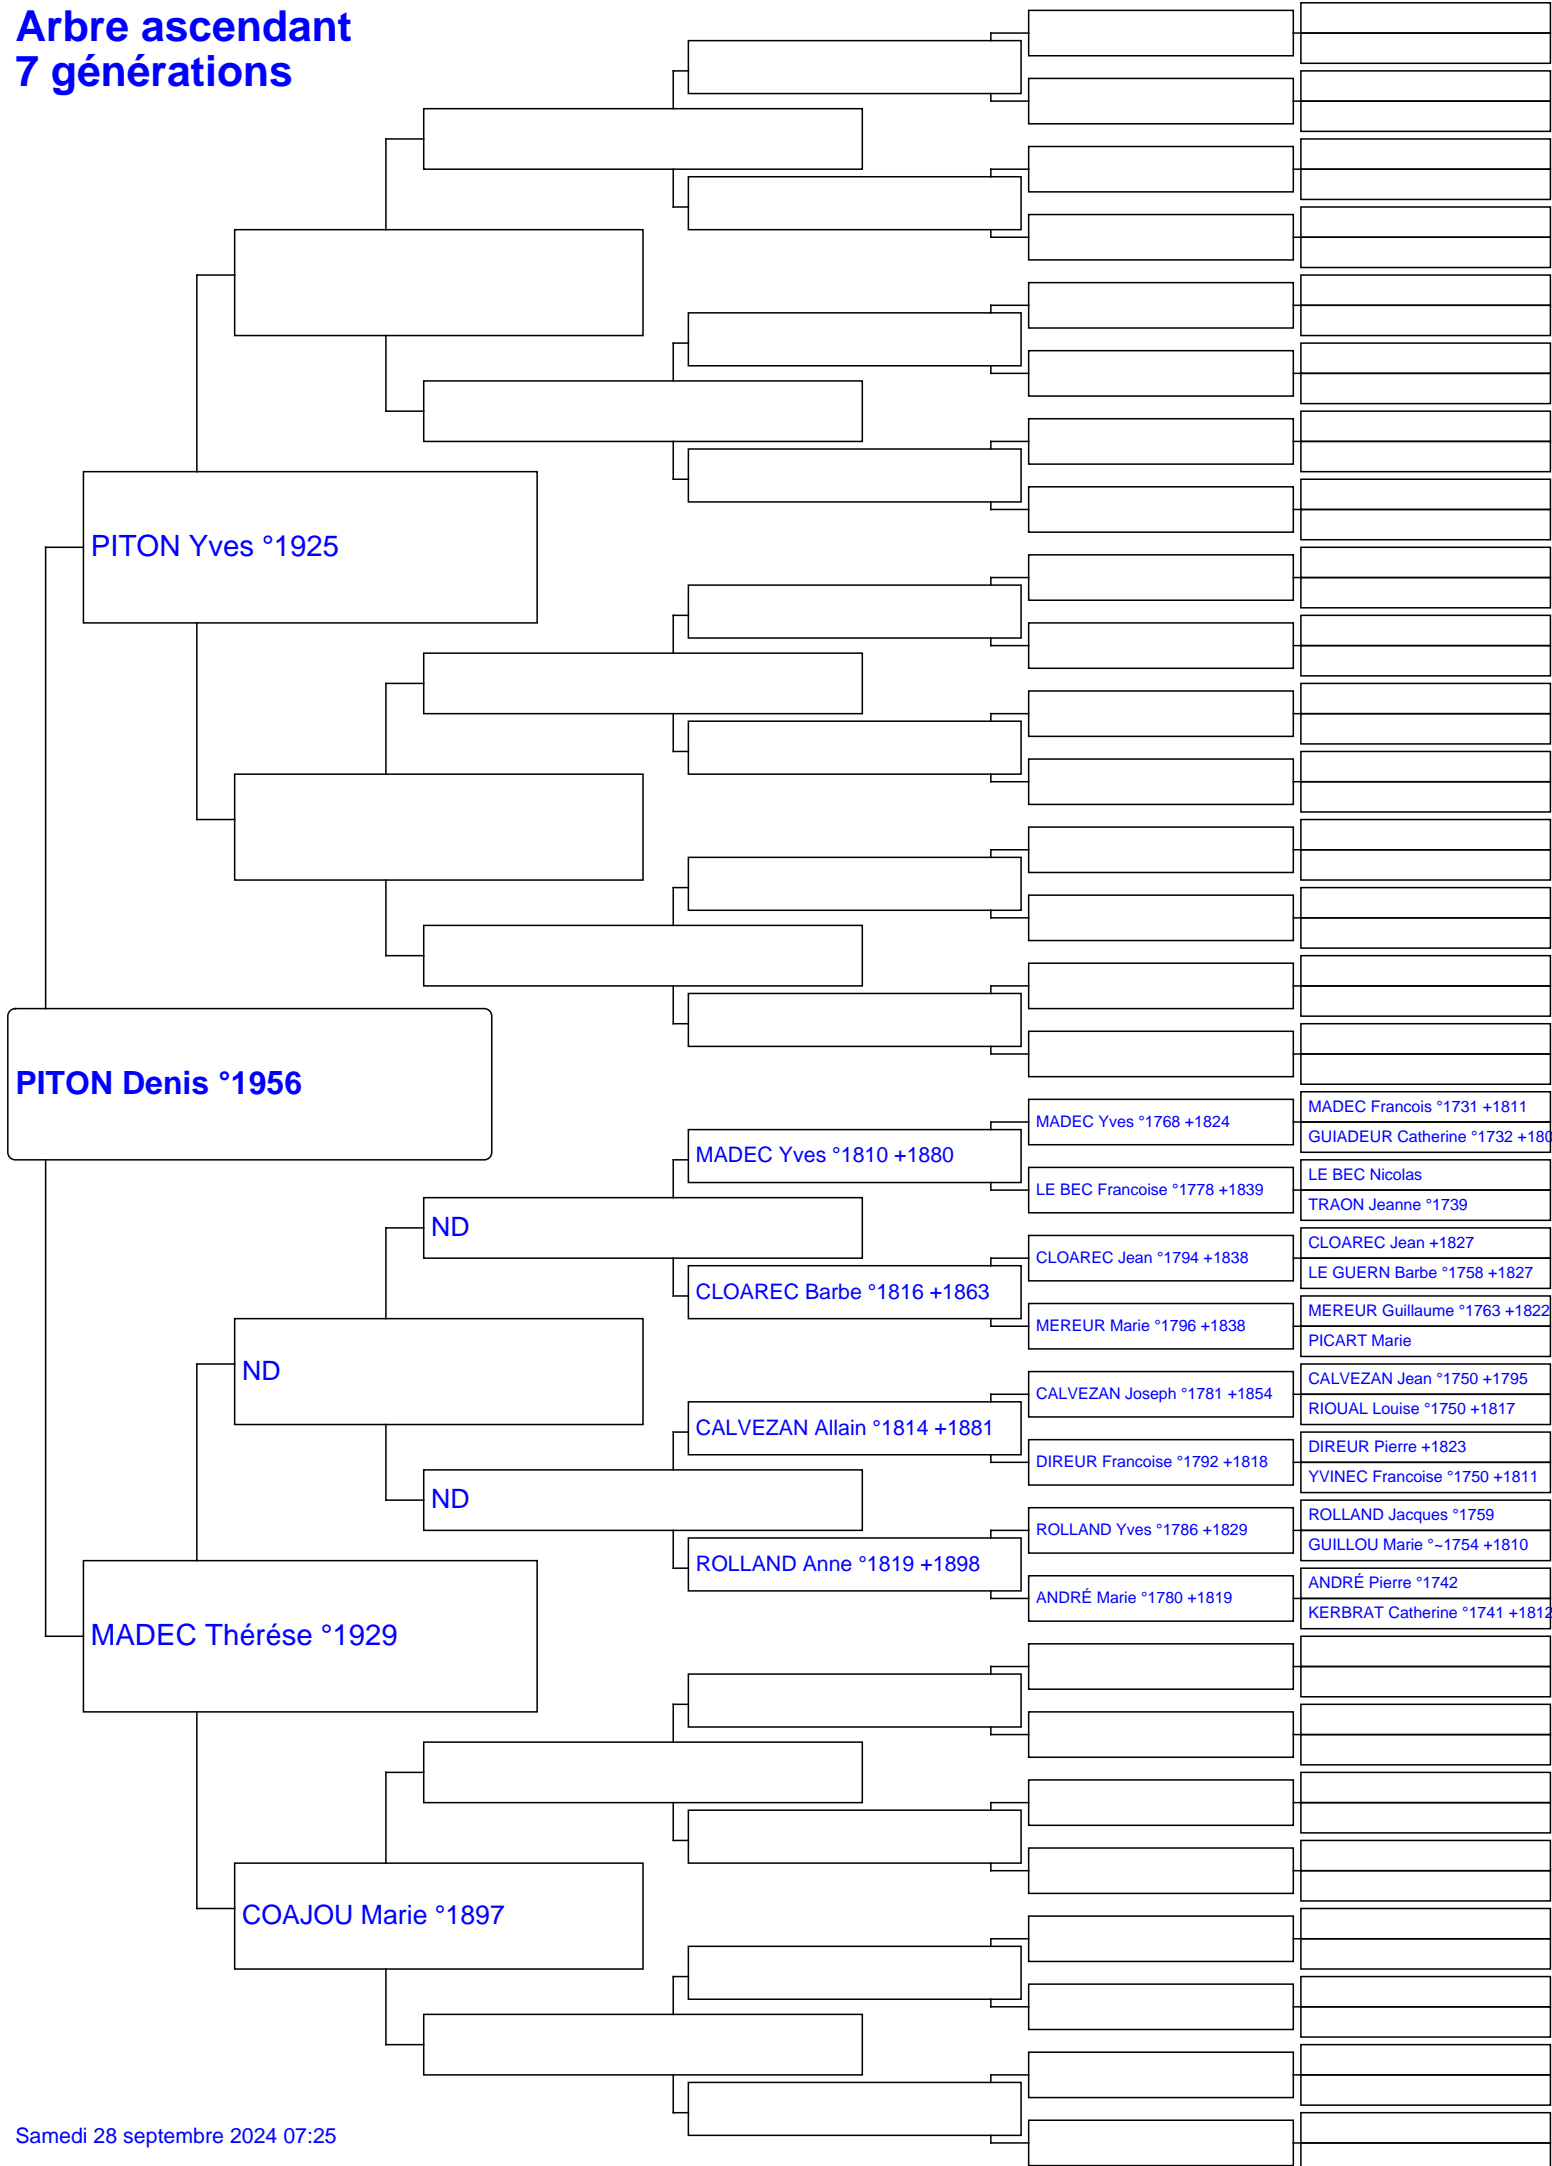 Arbre ascendant
7 générations
PITON Yves °1925
PITON Denis °1956
MADEC Francois °1731 +1811
MADEC Yves °1768 +1824
GUIADEUR Catherine °1732 +180
MADEC Yves °1810 +1880
LE BEC Nicolas
LE BEC Francoise °1778 +1839
TRAON Jeanne °1739
ND
CLOAREC Jean +1827
CLOAREC Jean °1794 +1838
LE GUERN Barbe °1758 +1827
CLOAREC Barbe °1816 +1863
MEREUR Guillaume °1763 +1822
MEREUR Marie °1796 +1838
PICART Marie
ND
CALVEZAN Jean °1750 +1795
CALVEZAN Joseph °1781 +1854
RIOUAL Louise °1750 +1817
CALVEZAN Allain °1814 +1881
DIREUR Pierre +1823
DIREUR Francoise °1792 +1818
YVINEC Francoise °1750 +1811
ND
ROLLAND Jacques °1759
ROLLAND Yves °1786 +1829
GUILLOU Marie °~1754 +1810
ROLLAND Anne °1819 +1898
ANDRÉ Pierre °1742
ANDRÉ Marie °1780 +1819
KERBRAT Catherine °1741 +1812
MADEC Thérése °1929
COAJOU Marie °1897
Samedi 28 septembre 2024 07:25